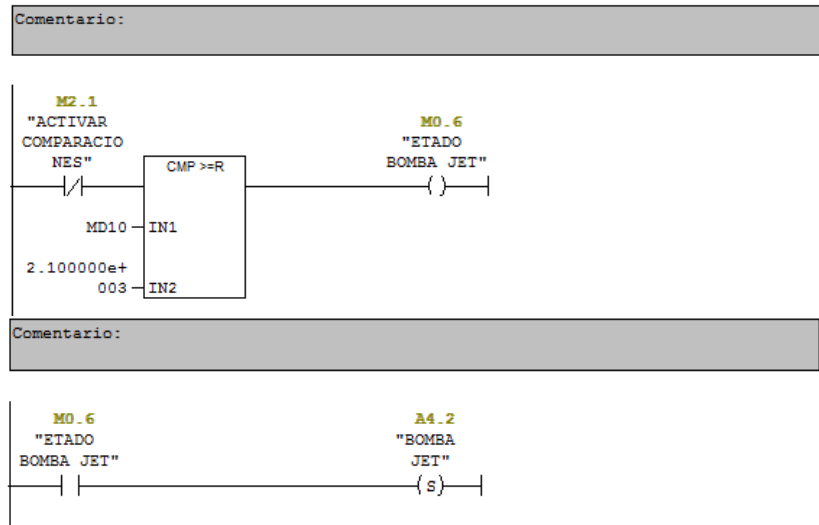 Comentario:
M2.1
"ACTIVAR
COMPARACIO
NES"
M0.6
"ETADO
BOMBA JET"
CMP >=R
( )
MD10
IN1
2.100000e+
003
IN2
Comentario:
M0.6
"ETADO
BOMBA JET"
A4.2
"BOMBA
JET"
(S)